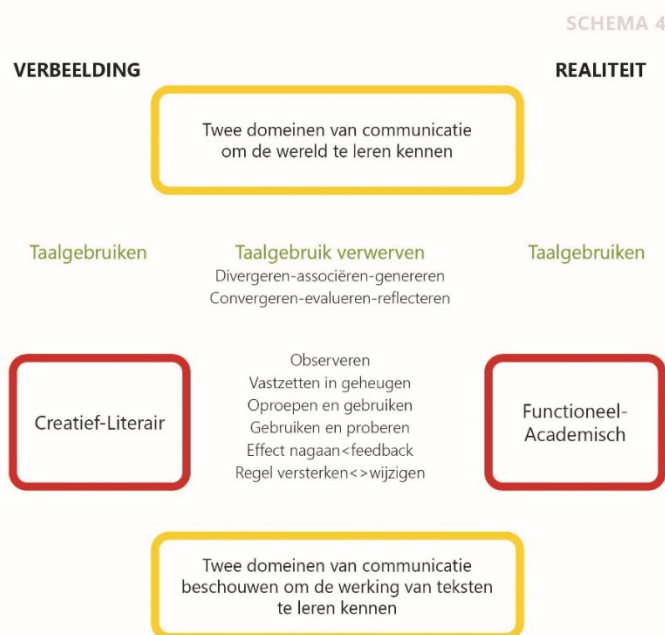 SCHEMA 4
VERBEELDING
REALITEIT
Twee domeinen van communicatie
om de wereld te leren kennen
Taalgebruiken
Taalgebruik verwerven
Taalgebruiken
Divergeren-associëren-genereren
Convergeren-evalueren-reflecteren
Observeren
Vastzetten in geheugen
Oproepen en gebruiken
Gebruiken en proberen
Effect nagaan<feedback
Regel versterken<>wijzigen
Creatief-Literair
Functioneel-
Academisch
Twee domeinen van communicatie
beschouwen om de werking van teksten
te leren kennen